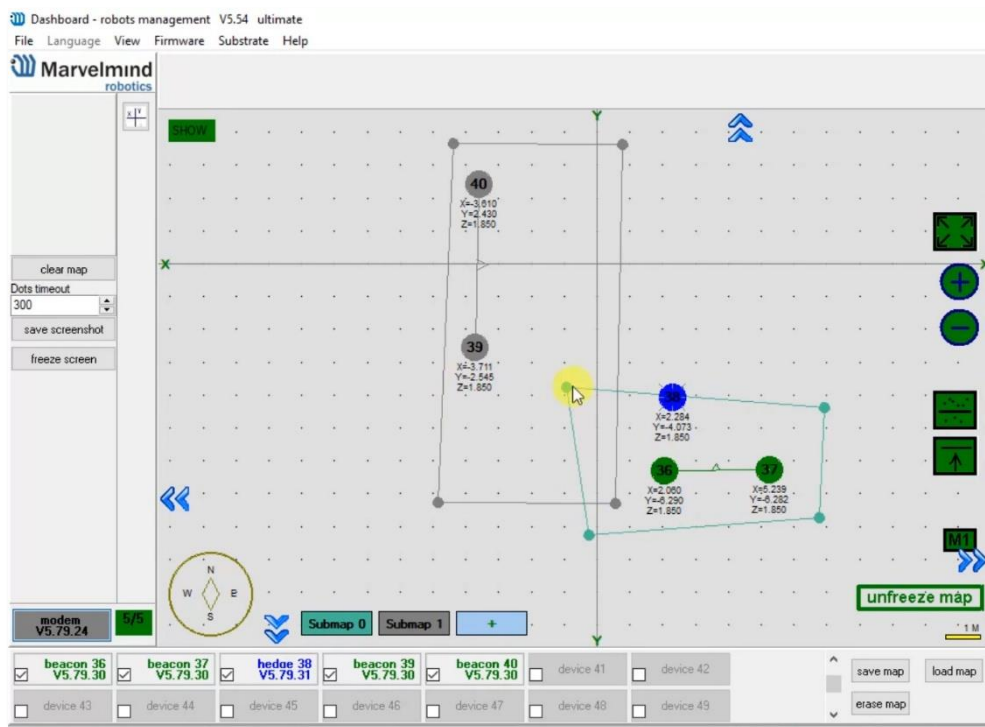 Dashboard - robots management V5.54 ultimate
File Language View Firmware Substrate Help
Marvelmind
robotics
SHOW
Y
40
X=-3.610
Y=2.430
Z=1.850
X
X
clear map
Dots timeout
300
save screenshot
freeze screen
39
X=-3.711
Y=-2.545
Z=1.850
38
X=2.284
Y=-4.073
Z=1.850
36
X=2.060
Y=-6.290
Z=1.850
37
X=5.239
Y=-6.282
Z=1.850
M1
N
W E
S
unfreeze map
modem
V5.79.24
5/5
Submap 0
Submap 1
+
Y
1 M
beacon 36
V5.79.30
beacon 37
V5.79.30
hedge 38
V5.79.31
beacon 39
V5.79.30
beacon 40
V5.79.30
device 41
device 42
save map
load map
device 43
device 44
device 45
device 46
device 47
device 48
device 49
erase map